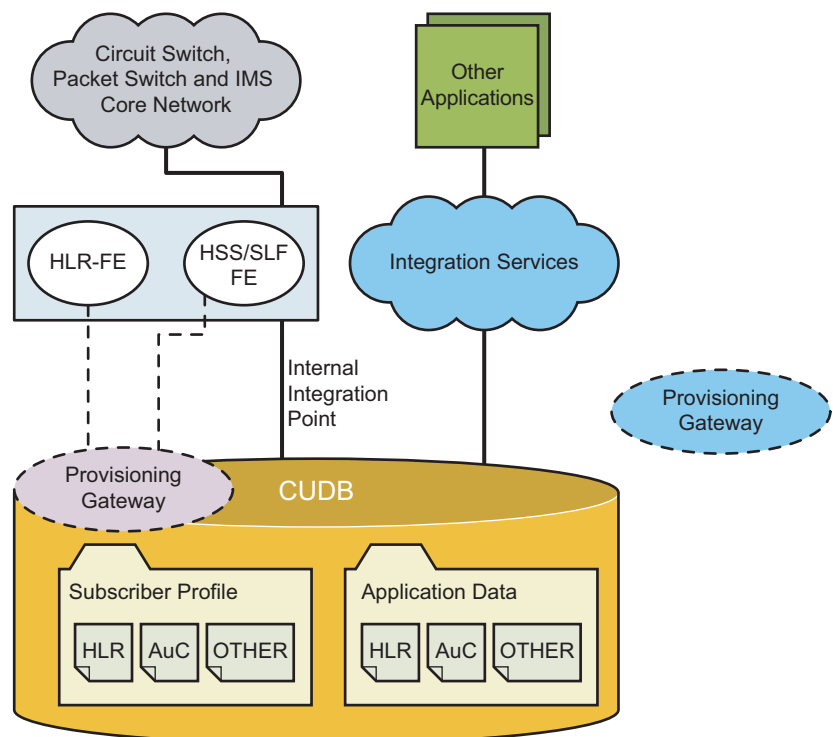 Circuit Switch,
Packet Switch and IMS
Core Network
Other
Applications
HLR-FE
HSS/SLF
FE
Integration Services
Internal
Integration
Point
Provisioning
Gateway
Provisioning
Gateway
CUDB
Subscriber Profile
HLR
AuC
OTHER
Application Data
HLR
AuC
OTHER